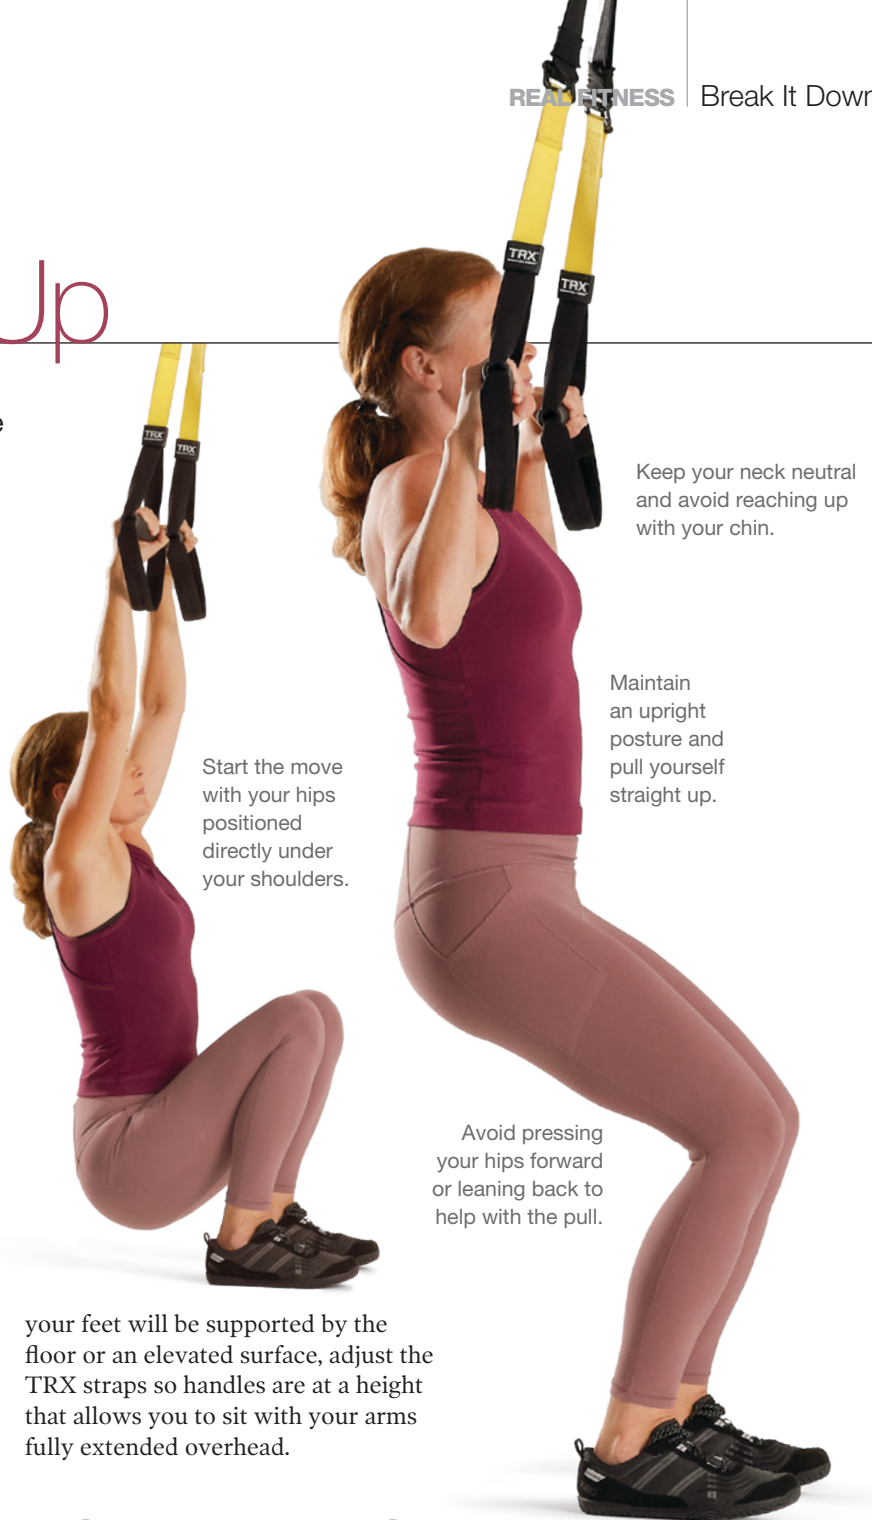 REAL FITNESS
Break It Down
Up
TRX
TRX
TRX
TRX
Keep your neck neutral
and avoid reaching up
with your chin.
Maintain
an upright
posture and
pull yourself
straight up.
Start the move
with your hips
positioned
directly under
your shoulders.
Avoid pressing
your hips forward
or leaning back to
help with the pull.
your feet will be supported by the
floor or an elevated surface, adjust the
TRX straps so handles are at a height
that allows you to sit with your arms
fully extended overhead.